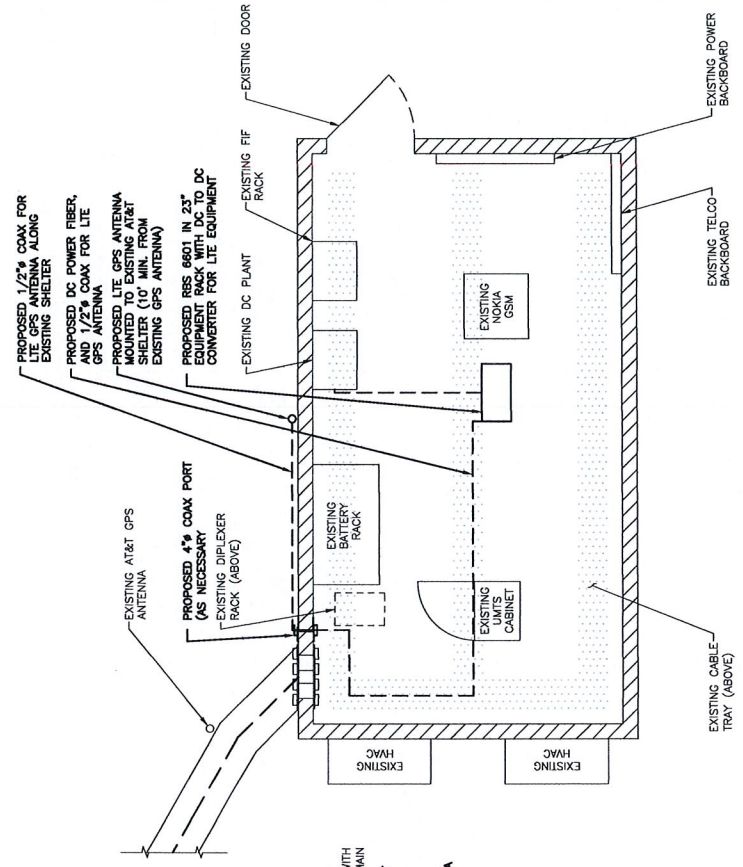 PROPOSED 1/2"ø COAX FOR
LTE GPS ANTENNA ALONG
EXISTING SHELTER
PROPOSED DC POWER FIBER,
AND 1/2"ø COAX FOR LTE
GPS ANTENNA
PROPOSED LTE GPS ANTENNA
MOUNTED TO EXISTING AT&T
SHELTER (10' MIN. FROM
EXISTING GPS ANTENNA)
PROPOSED RBS 6601 IN 23"
EQUIPMENT RACK WITH DC TO DC
CONVERTER FOR LTE EQUIPMENT
EXISTING DC PLANT
EXISTING FIF
RACK
EXISTING DOOR
EXISTING AT&T GPS
ANTENNA
PROPOSED 4"ø COAX PORT
(AS NECESSARY)
EXISTING DIPLEXER
RACK (ABOVE)
EXISTING
BATTERY
RACK
EXISTING
NOKIA
GSM
EXISTING
UMTS
CABINET
EXISTING
HVAC
EXISTING
HVAC
EXISTING CABLE
TRAY (ABOVE)
EXISTING TELCO
BACKBOARD
EXISTING POWER
BACKBOARD
WITH